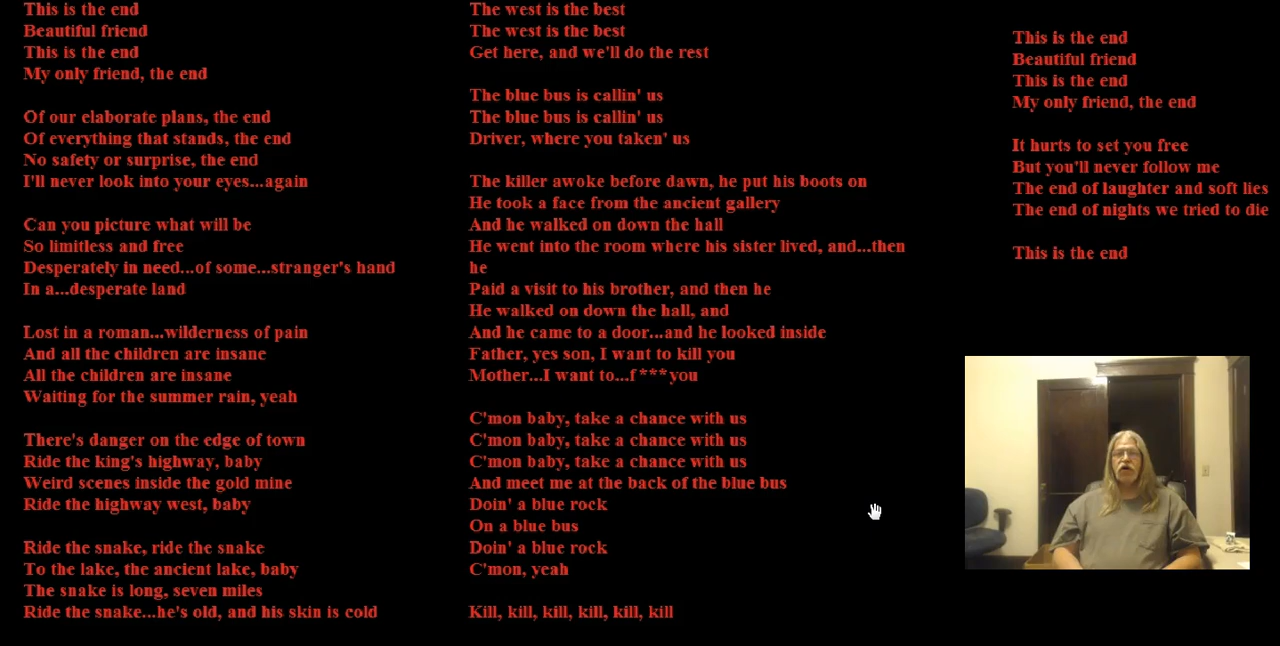 This is the end
Beautiful friend
This is the end
My only friend, the end

Of our elaborate plans, the end
Of everything that stands, the end
No safety or surprise, the end
I'll never look into your eyes...again

Can you picture what will be
So limitless and free
Desperately in need...of some...stranger's hand
In a...desperate land

Lost in a roman...wilderness of pain
And all the children are insane
All the children are insane
Waiting for the summer rain, yeah

There's danger on the edge of town
Ride the king's highway, baby
Weird scenes inside the gold mine
Ride the highway west, baby

Ride the snake, ride the snake
To the lake, the ancient lake, baby
The snake is long, seven miles
Ride the snake...he's old, and his skin is cold

The west is the best
The west is the best
Get here, and we'll do the rest

The blue bus is callin' us
The blue bus is callin' us
Driver, where you taken' us

The killer awoke before dawn, he put his boots on
He took a face from the ancient gallery
And he walked on down the hall
He went into the room where his sister lived, and...then
he
Paid a visit to his brother, and then he
He walked on down the hall, and
And he came to a door...and he looked inside
Father, yes son, I want to kill you
Mother...I want to...f***you

C'mon baby, take a chance with us
C'mon baby, take a chance with us
C'mon baby, take a chance with us
And meet me at the back of the blue bus
Doin' a blue rock
On a blue bus
Doin' a blue rock
C'mon, yeah

Kill, kill, kill, kill, kill, kill

This is the end
Beautiful friend
This is the end
My only friend, the end

It hurts to set you free
But you'll never follow me
The end of laughter and soft lies
The end of nights we tried to die

This is the end